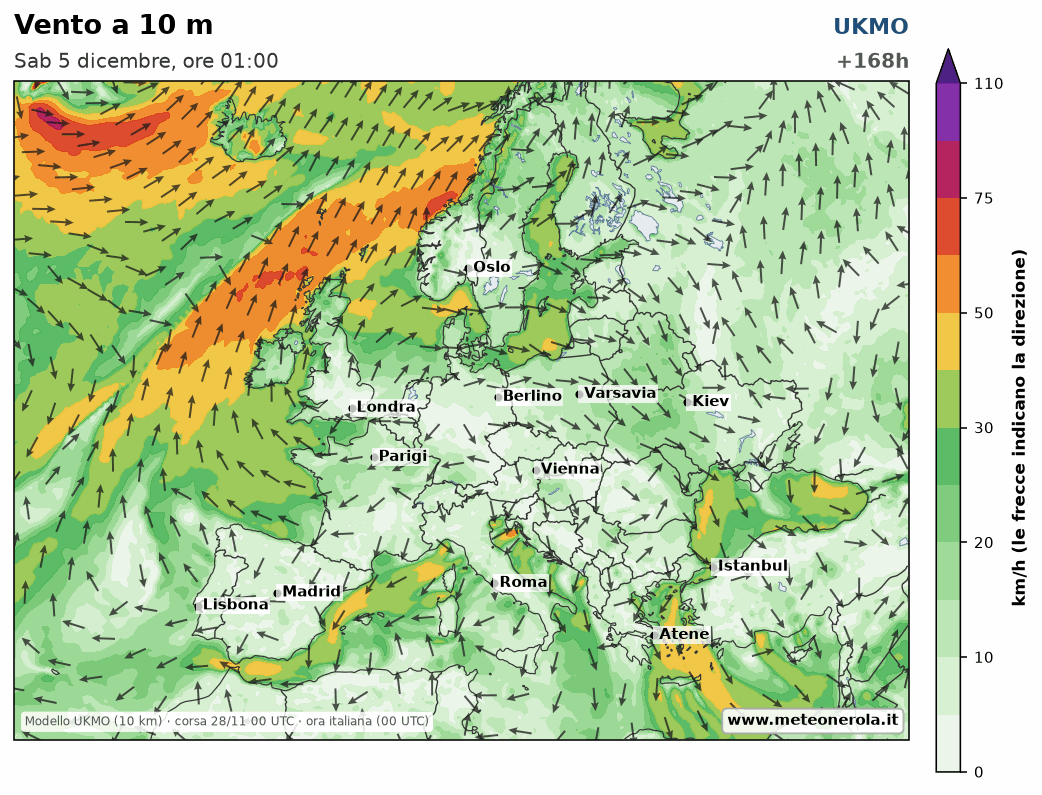 Vento a 10 m
UKMO
Sab 5 dicembre, ore 01:00
+168h
110
75
50
30
20
10
0
km/h (le frecce indicano la direzione)
Oslo
Berlino
Varsavia
Kiev
Londra
Parigi
Vienna
Istanbul
Roma
Madrid
Lisbona
Atene
Modello UKMO (10 km) · corsa 28/11 00 UTC · ora italiana (00 UTC)
www.meteonerola.it